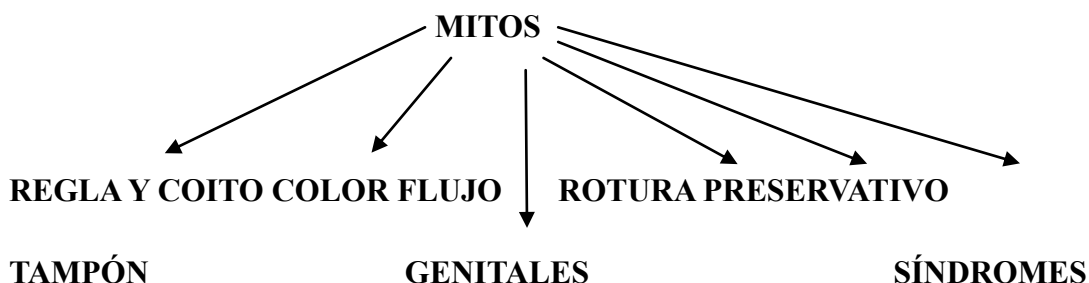 MITOS
REGLA Y COITO COLOR FLUJO ROTURA PRESERVATIVO
TAMPÓN GENITALES SÍNDROMES